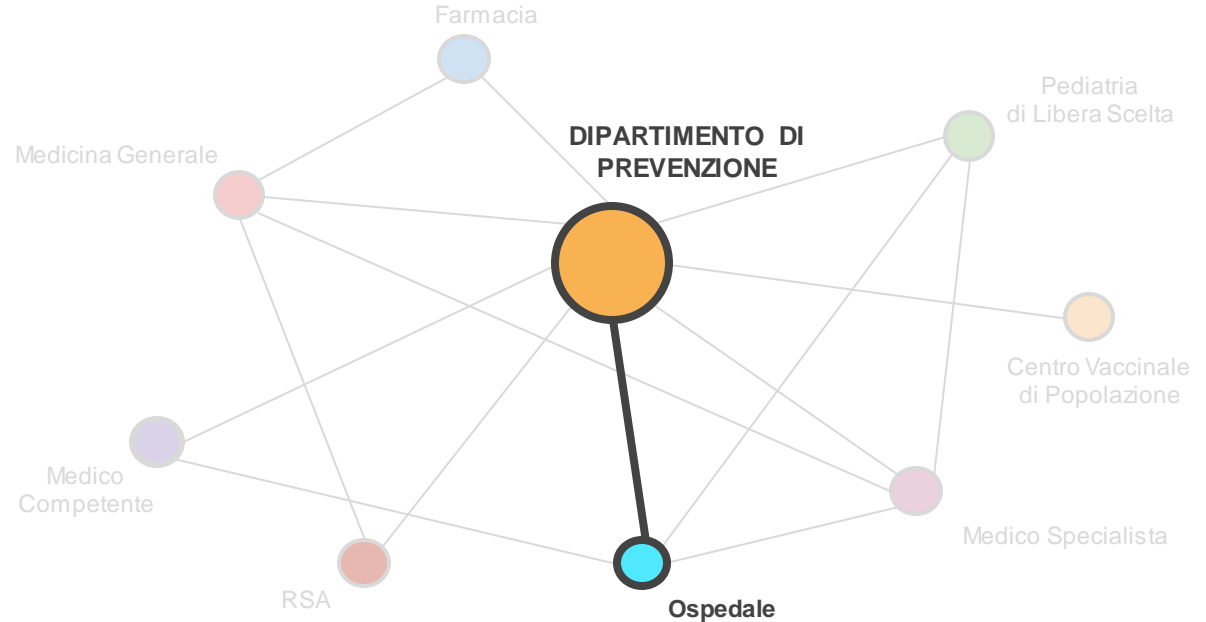 Farmacia
Pediatria
di Libera Scelta
DIPARTIMENTO DI
PREVENZIONE
Medicina Generale
Centro Vaccinale
di Popolazione
Medico
Competente
Medico Specialista
RSA
Ospedale